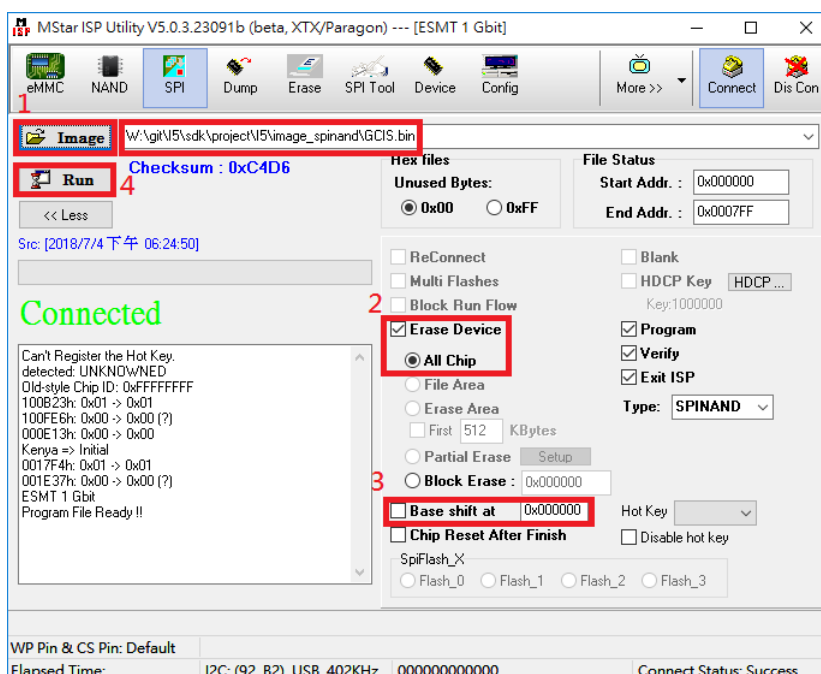 MStar ISP Utility V5.0.3.23091b (beta, XTX/Paragon) --- [ESMT 1 Gbit]
eMMC NAND SPI Dump Erase SPI Tool Device Config More >> Connect Dis Con
1
Image W:\git\I5\sdk\project\I5\image_spinand\GCIS.bin
Run
4
Checksum : 0xC4D6
<< Less
Src: [2018/7/4 下午 06:24:50]
Hex files
Unused Bytes:
0x00 0xFF
File Status
Start Addr. : 0x000000
End Addr. : 0x0007FF
Connected
Can't Register the Hot Key.
detected: UNKNOWNED
Old-style Chip ID: 0xFFFFFFFF
100B23h: 0x01 -> 0x01
100FE6h: 0x00 -> 0x00 (?)
000E13h: 0x00 -> 0x00
Kenya => Initial
0017F4h: 0x01 -> 0x01
001E37h: 0x00 -> 0x00 (?)
ESMT 1 Gbit
Program File Ready !!
ReConnect
Multi Flashes
Block Run Flow
2
Erase Device
All Chip
File Area
Erase Area
First 512 KBytes
Partial Erase Setup
Block Erase : 0x000000
3
Base shift at 0x000000
Chip Reset After Finish
Blank
HDCP Key HDCP ...
Key:1000000
Program
Verify
Exit ISP
Type: SPINAND
Hot Key
Disable hot key
SpiFlash_X
Flash_0 Flash_1 Flash_2 Flash_3
WP Pin & CS Pin: Default
Elapsed Time: I2C: (92, B2), USB, 402KHz 000000000000 Connect Status: Success